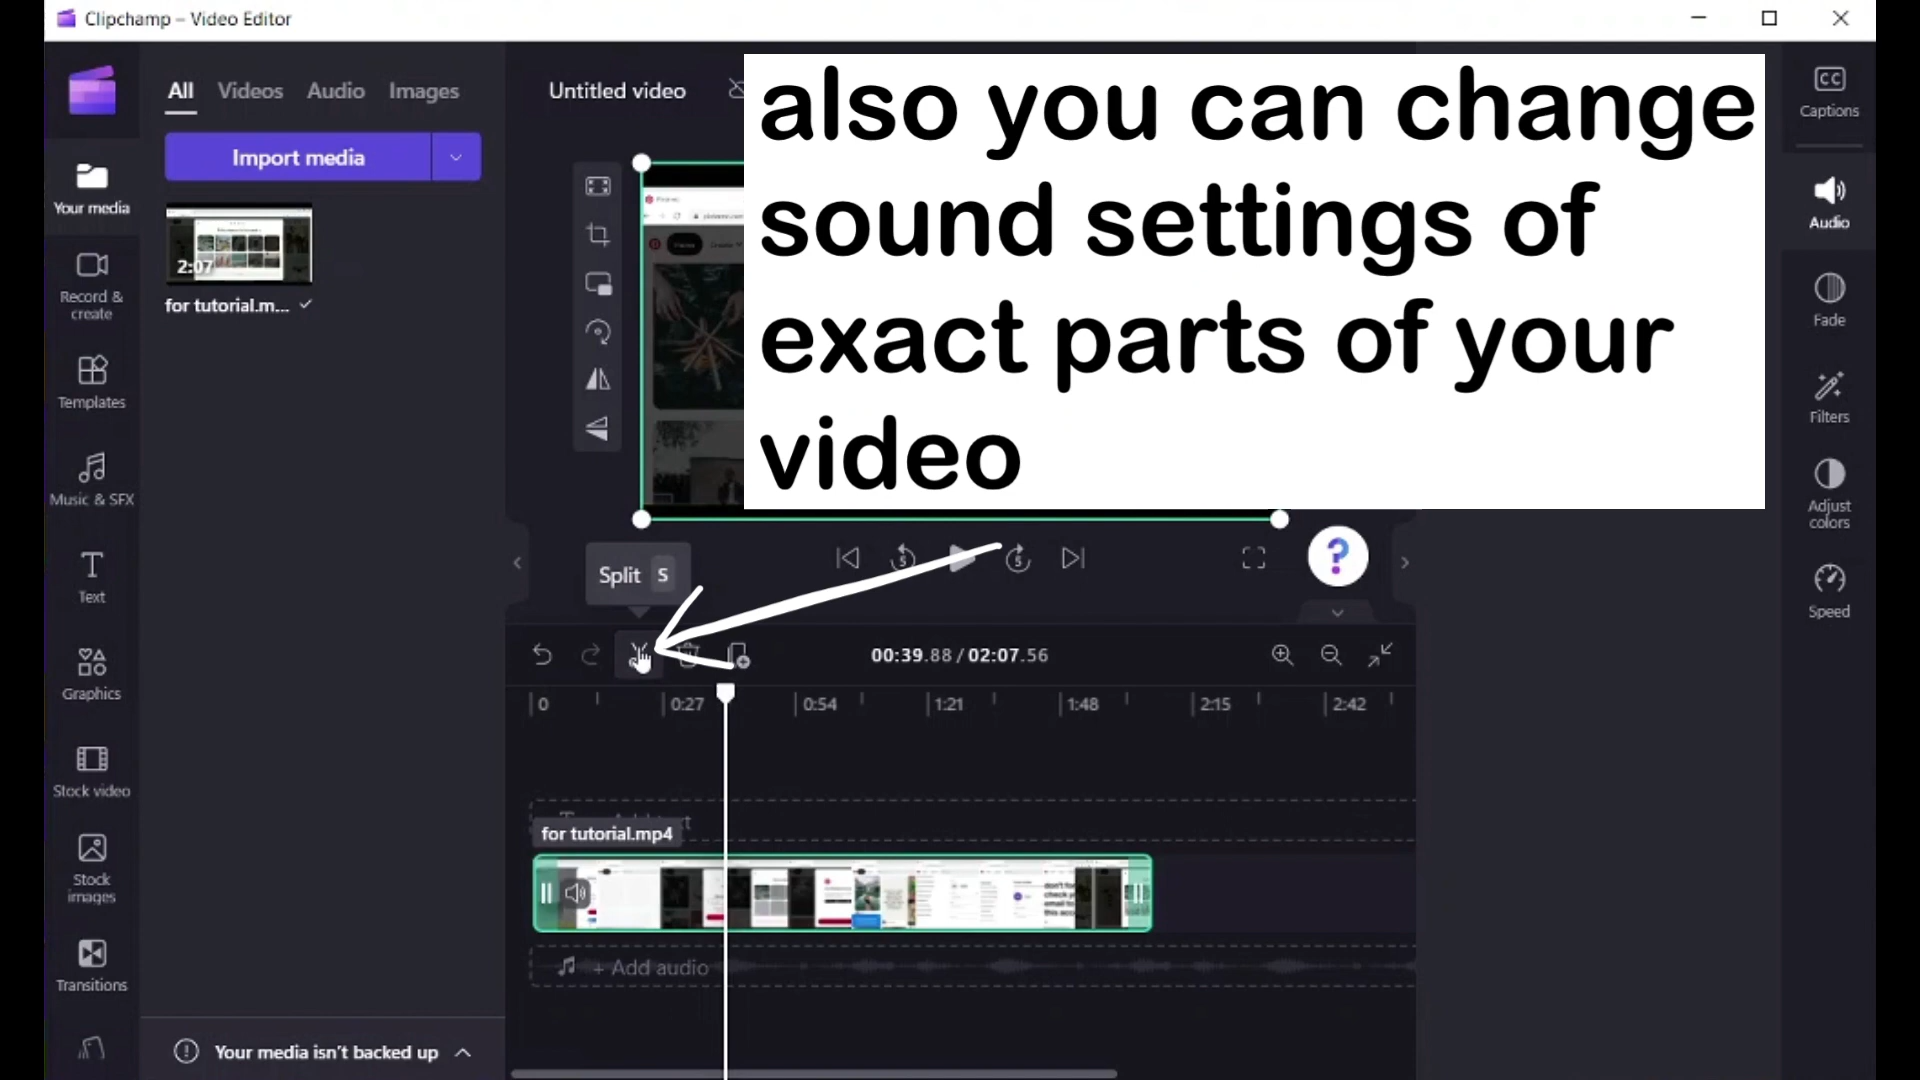 Clipchamp – Video Editor
All Videos Audio Images
Untitled video
also you can change
sound settings of
exact parts of your
video
CC
Captions
Import media
Your media
2:07
for tutorial.m...
Record &
create
Templates
Music & SFX
Text
Graphics
Stock video
Stock
images
Transitions
Your media isn't backed up
Audio
Fade
Filters
Adjust
colors
Speed
5
5
?
Split S
00:39.88 / 02:07.56
0 0:27 0:54 1:21 1:48 2:15 2:42
for tutorial.mp4
+ Add audio